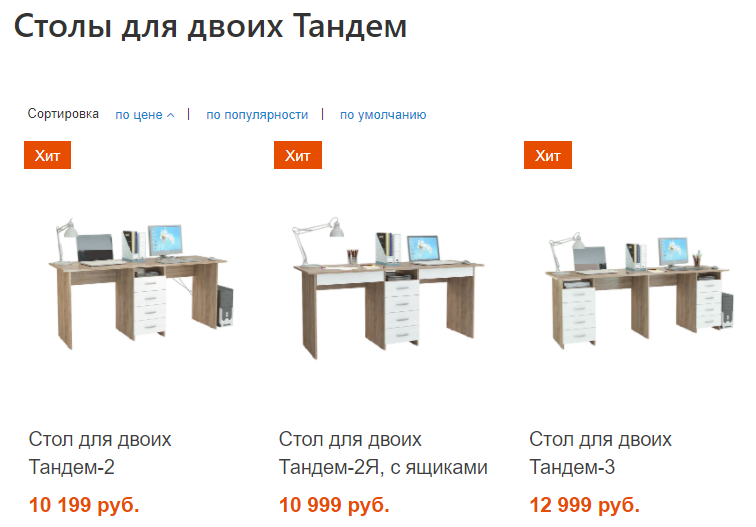 Столы для двоих Тандем
Сортировка по цене | по популярности | по умолчанию
Хит Хит Хит
Стол для двоих Стол для двоих Стол для двоих
Тандем-2 Тандем-2Я, с ящиками Тандем-3
10 199 руб. 10 999 руб. 12 999 руб.